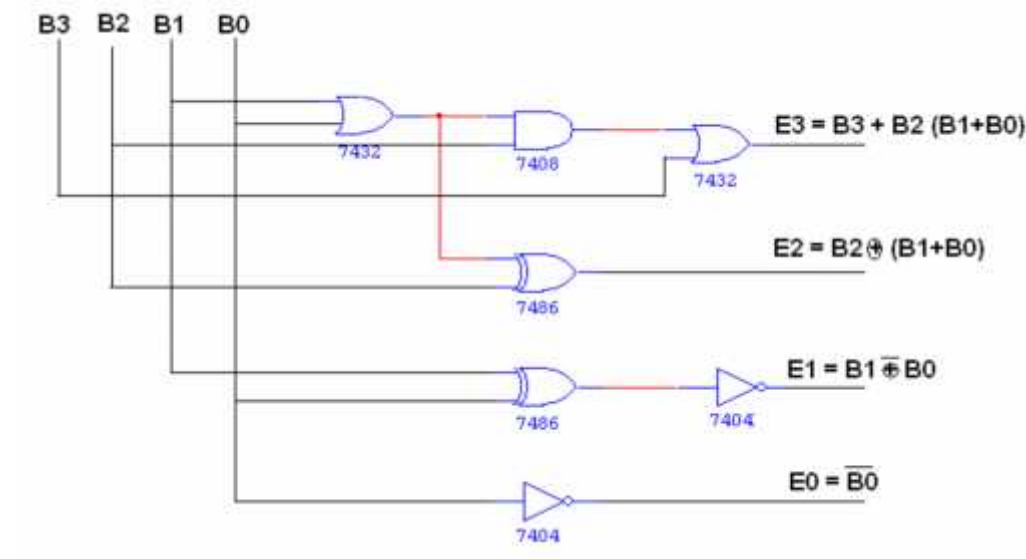 B3 B2 B1 B0
E3 = B3 + B2 (B1+B0)
7432
7408
7432
E2 = B2 ⊕ (B1+B0)
7486
E1 = B1 ⊕̅ B0
7486
7404
E0 = B̅0̅
7404